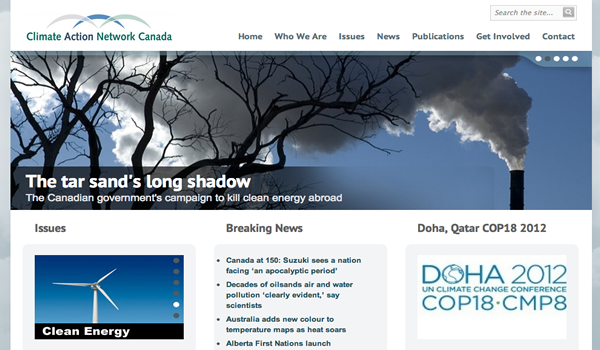 Climate Action Network Canada
Search the site...
Home Who We Are Issues News Publications Get Involved Contact
The tar sand's long shadow
The Canadian government's campaign to kill clean energy abroad
Issues
Clean Energy
Breaking News
Canada at 150: Suzuki sees a nation
facing 'an apocalyptic period'
Decades of oilsands air and water
pollution 'clearly evident,' say
scientists
Australia adds new colour to
temperature maps as heat soars
Alberta First Nations launch
Doha, Qatar COP18 2012
DOHA 2012
UN CLIMATE CHANGE CONFERENCE
COP18·CMP8